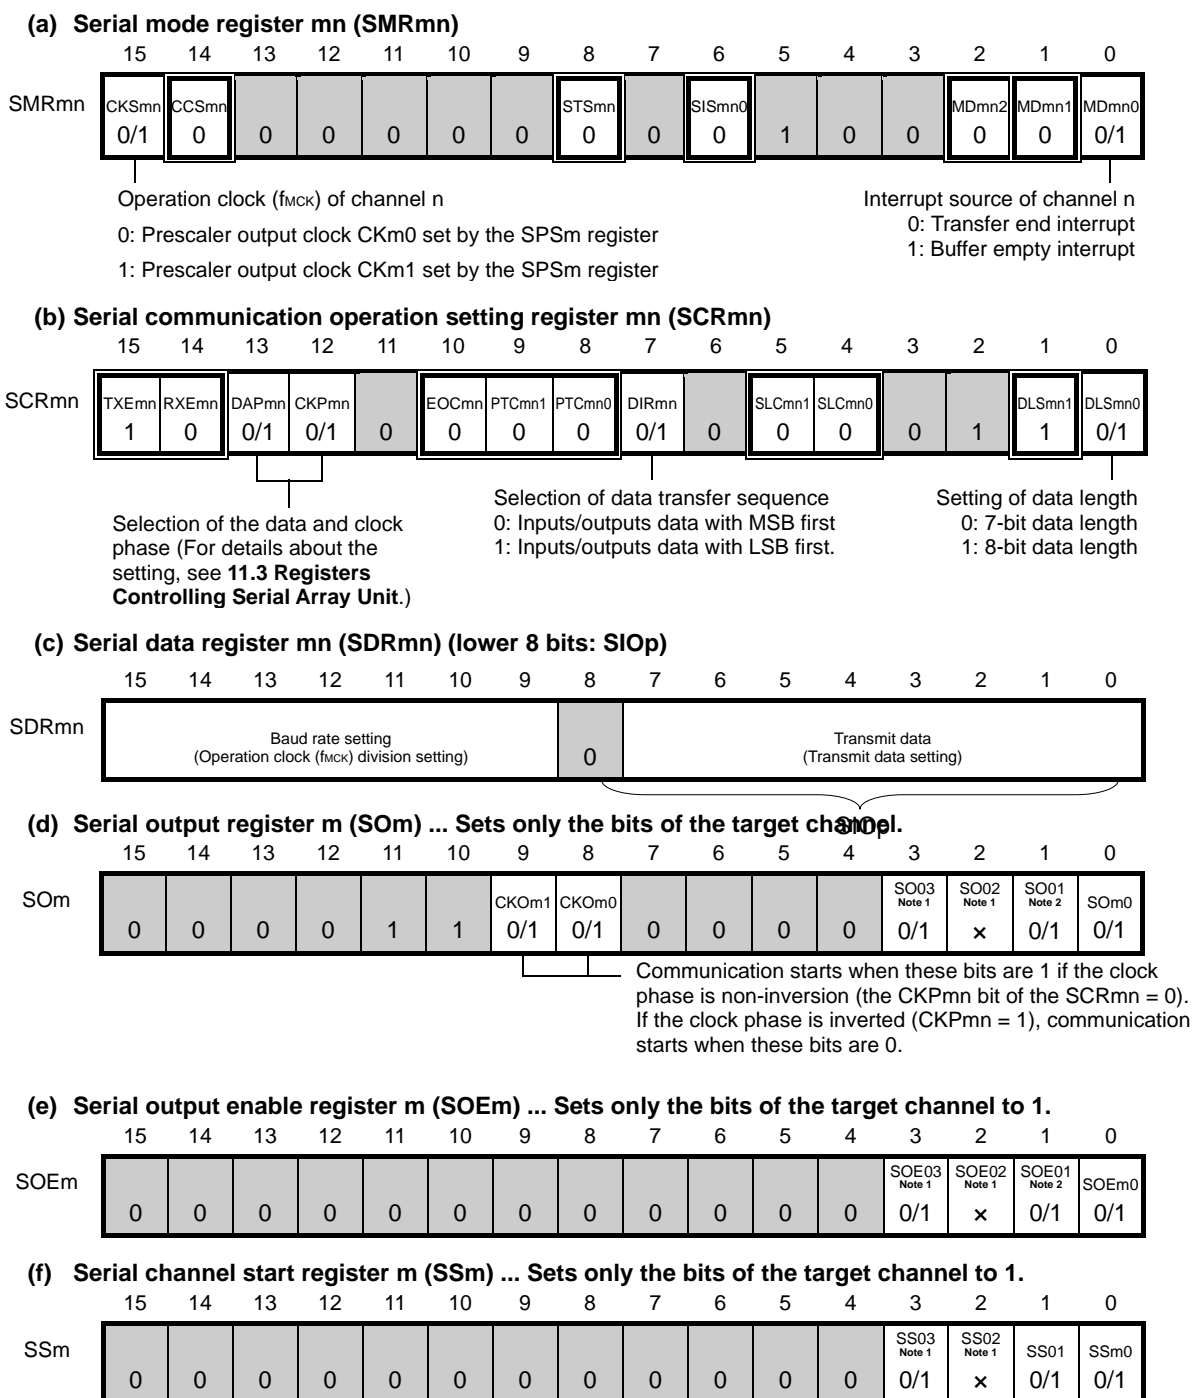 (a) Serial mode register mn (SMRmn)
15 14 13 12 11 10 9 8 7 6 5 4 3 2 1 0
SMRmn CKSmn CCSmn STSmn SISmn0 MDmn2 MDmn1 MDmn0
0/1 0 0 0 0 0 0 0 0 0 1 0 0 0 0 0/1
Operation clock (fMCK) of channel n
0: Prescaler output clock CKm0 set by the SPSm register
1: Prescaler output clock CKm1 set by the SPSm register
Interrupt source of channel n
0: Transfer end interrupt
1: Buffer empty interrupt
(b) Serial communication operation setting register mn (SCRmn)
15 14 13 12 11 10 9 8 7 6 5 4 3 2 1 0
SCRmn TXEmn RXEmn DAPmn CKPmn EOCmn PTCmn1 PTCmn0 DIRmn SLCmn1 SLCmn0 DLSmn1 DLSmn0
1 0 0/1 0/1 0 0 0 0 0/1 0 0 0 0 1 1 0/1
Selection of the data and clock
phase (For details about the
setting, see 11.3 Registers
Controlling Serial Array Unit.)
Selection of data transfer sequence
0: Inputs/outputs data with MSB first
1: Inputs/outputs data with LSB first.
Setting of data length
0: 7-bit data length
1: 8-bit data length
(c) Serial data register mn (SDRmn) (lower 8 bits: SIOp)
15 14 13 12 11 10 9 8 7 6 5 4 3 2 1 0
SDRmn
Baud rate setting
(Operation clock (fMCK) division setting)
0
Transmit data
(Transmit data setting)
SIOp
(d) Serial output register m (SOm) ... Sets only the bits of the target channel.
15 14 13 12 11 10 9 8 7 6 5 4 3 2 1 0
SOm CKOm1 CKOm0 SO03 Note 1 SO02 Note 1 SO01 Note 2 SOm0
0 0 0 0 1 1 0/1 0/1 0 0 0 0 0/1 × 0/1 0/1
Communication starts when these bits are 1 if the clock
phase is non-inversion (the CKPmn bit of the SCRmn = 0).
If the clock phase is inverted (CKPmn = 1), communication
starts when these bits are 0.
(e) Serial output enable register m (SOEm) ... Sets only the bits of the target channel to 1.
15 14 13 12 11 10 9 8 7 6 5 4 3 2 1 0
SOEm SOE03 Note 1 SOE02 Note 1 SOE01 Note 2 SOEm0
0 0 0 0 0 0 0 0 0 0 0 0 0/1 × 0/1 0/1
(f) Serial channel start register m (SSm) ... Sets only the bits of the target channel to 1.
15 14 13 12 11 10 9 8 7 6 5 4 3 2 1 0
SSm SS03 Note 1 SS02 Note 1 SS01 SSm0
0 0 0 0 0 0 0 0 0 0 0 0 0/1 × 0/1 0/1